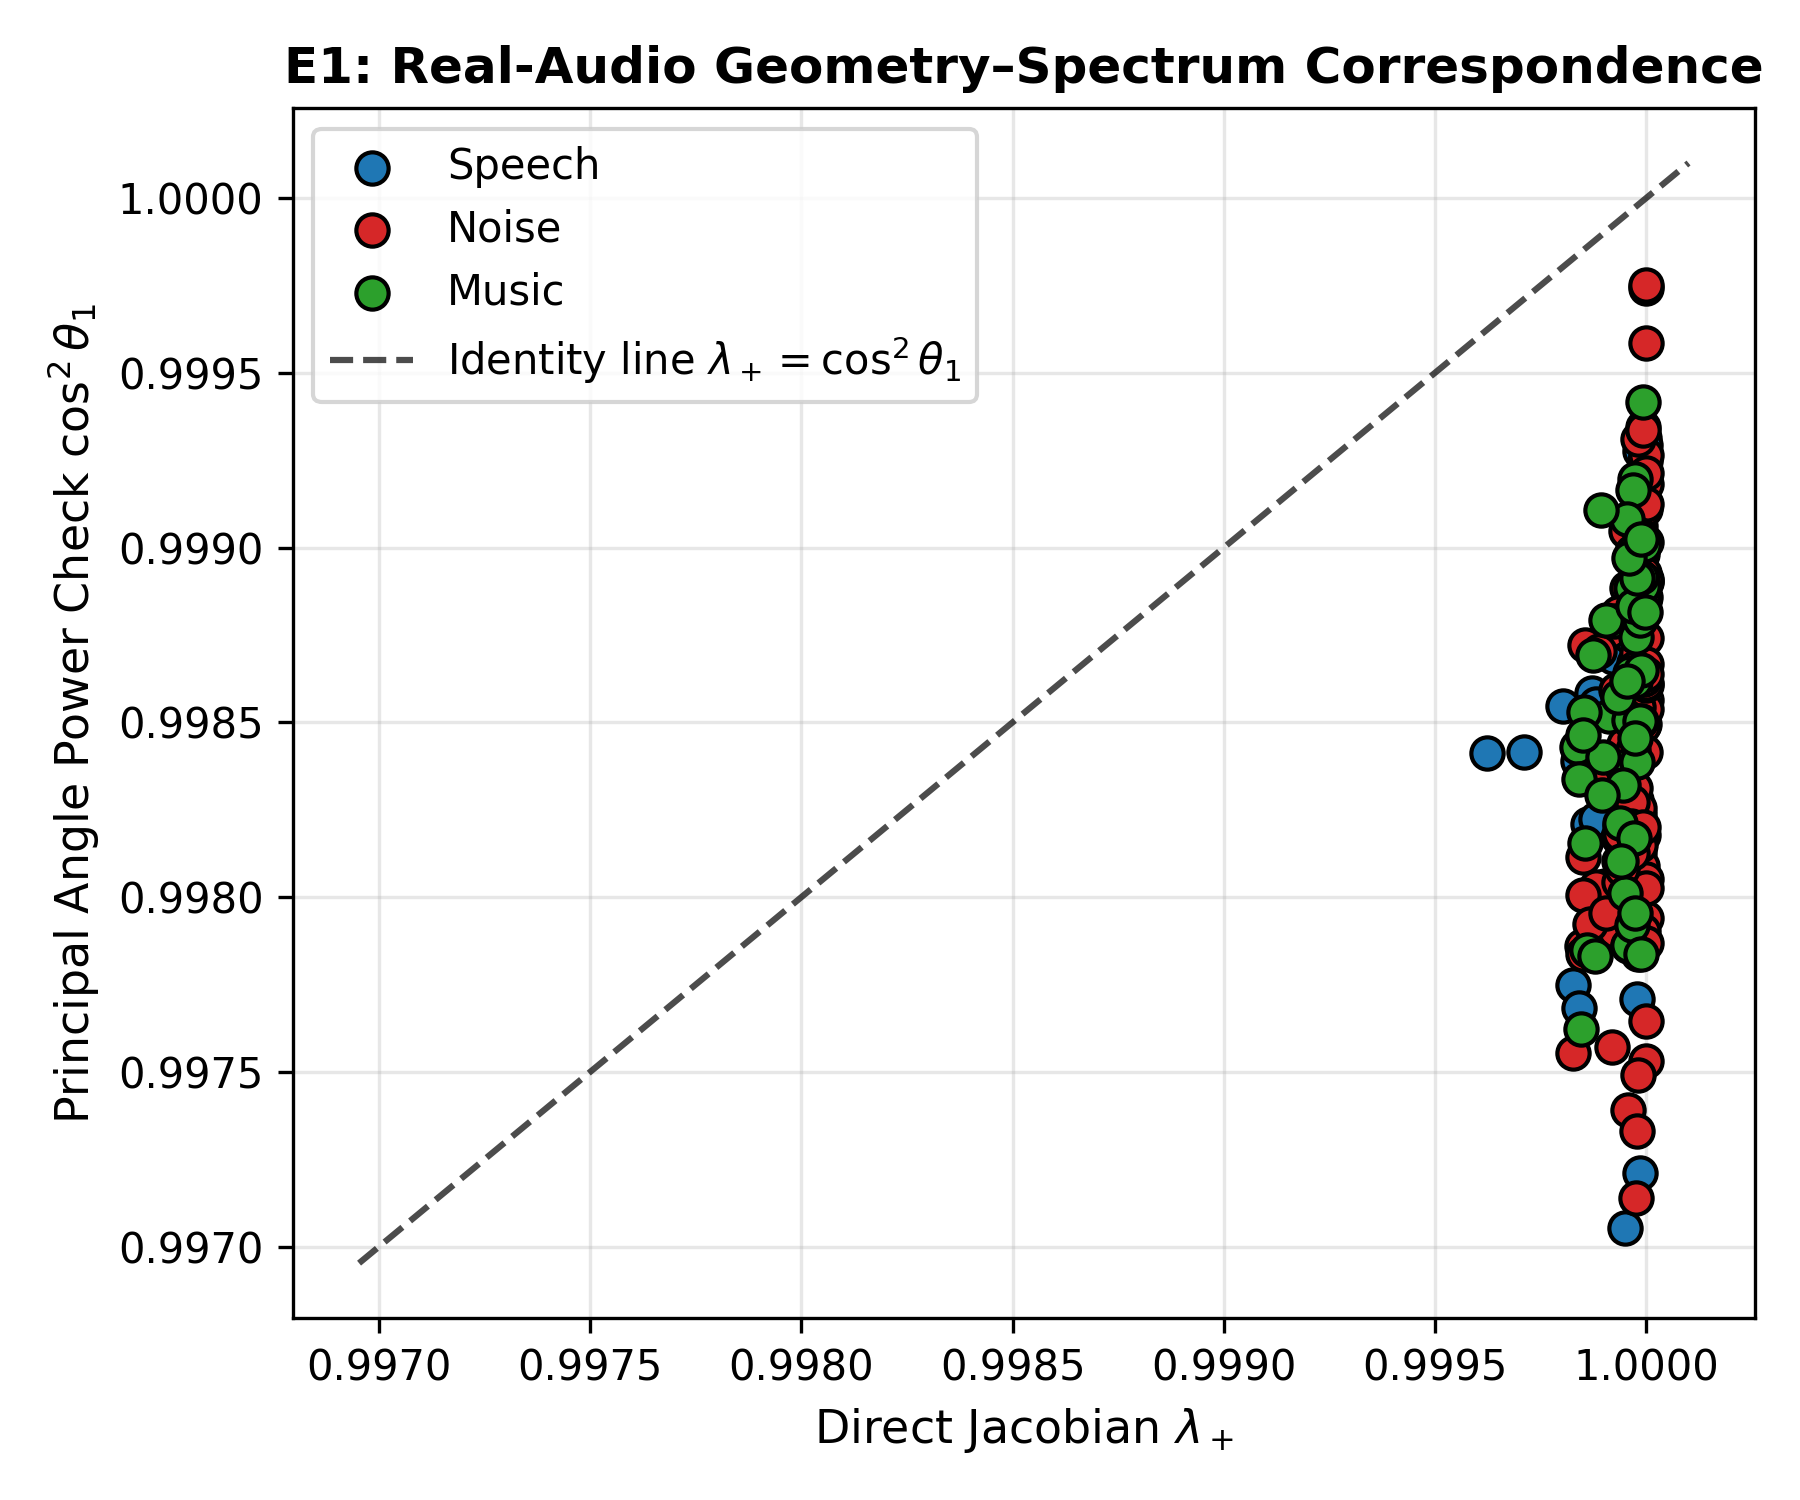 E1: Real-Audio Geometry–Spectrum Correspondence
Speech
Noise
Music
Identity line λ₊ = cos² θ₁
Principal Angle Power Check cos² θ₁
1.0000
0.9995
0.9990
0.9985
0.9980
0.9975
0.9970
0.9970 0.9975 0.9980 0.9985 0.9990 0.9995 1.0000
Direct Jacobian λ₊